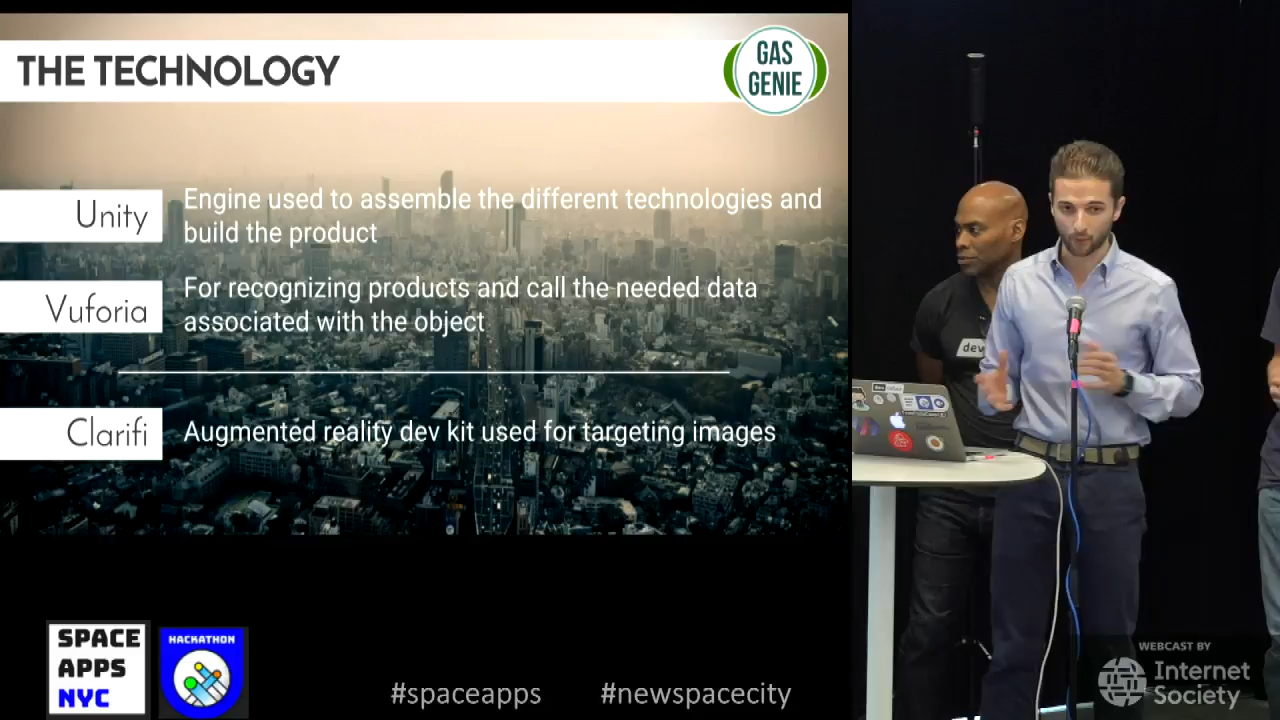 THE TECHNOLOGY
GAS
GENIE
Unity
Engine used to assemble the different technologies and
build the product
Vuforia
For recognizing products and call the needed data
associated with the object
Clarifi
Augmented reality dev kit used for targeting images
dev
SPACE
APPS
NYC
HACKATHON
#spaceapps
#newspacecity
WEBCAST BY
Internet
Society